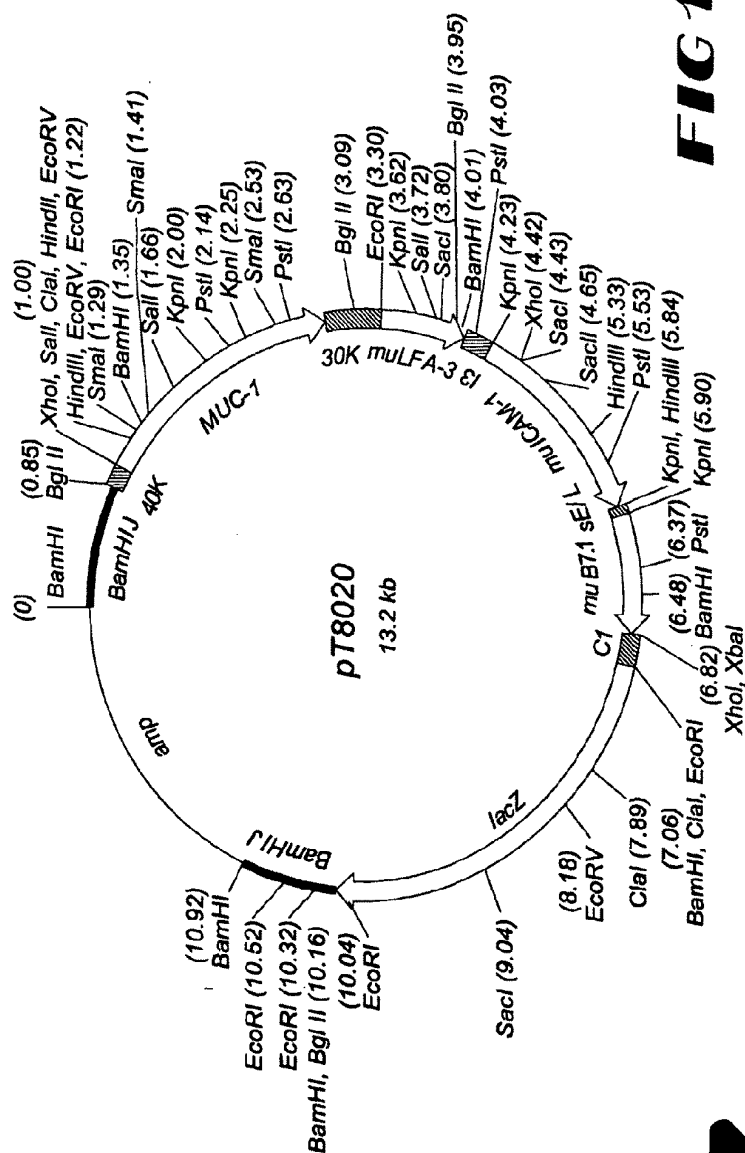 (0)
BamHI
(0.85)
Bgl II
(1.00)
XhoI, SalI, ClaI, HindII, EcoRV
HindIII, EcoRV, EcoRI (1.22)
SmaI (1.29)
BamHI (1.35)
SmaI (1.41)
SalI (1.66)
KpnI (2.00)
PstI (2.14)
KpnI (2.25)
SmaI (2.53)
PstI (2.63)
Bgl II (3.09)
EcoRI (3.30)
KpnI (3.62)
SalI (3.72)
SacI (3.80)
Bgl II (3.95)
BamHI (4.01)
PstI (4.03)
KpnI (4.23)
XhoI (4.42)
SacI (4.43)
SacII (4.65)
HindIII (5.33)
PstI (5.53)
KpnI, HindIII (5.84)
KpnI (5.90)
(6.37)
PstI
(6.48)
BamHI
(6.82)
XhoI, XbaI
(7.06)
BamHI, ClaI, EcoRI
ClaI (7.89)
(8.18)
EcoRV
SacI (9.04)
(10.04)
EcoRI
BamHI, Bgl II (10.16)
EcoRI (10.32)
EcoRI (10.52)
(10.92)
BamHI
BamHI J
40K
MUC-1
30K
muLFA-3
I3
muICAM-1
sE/L
mu B7.1
C1
lacZ
BamHI J
amp
pT8020
13.2 kb
FIG 1